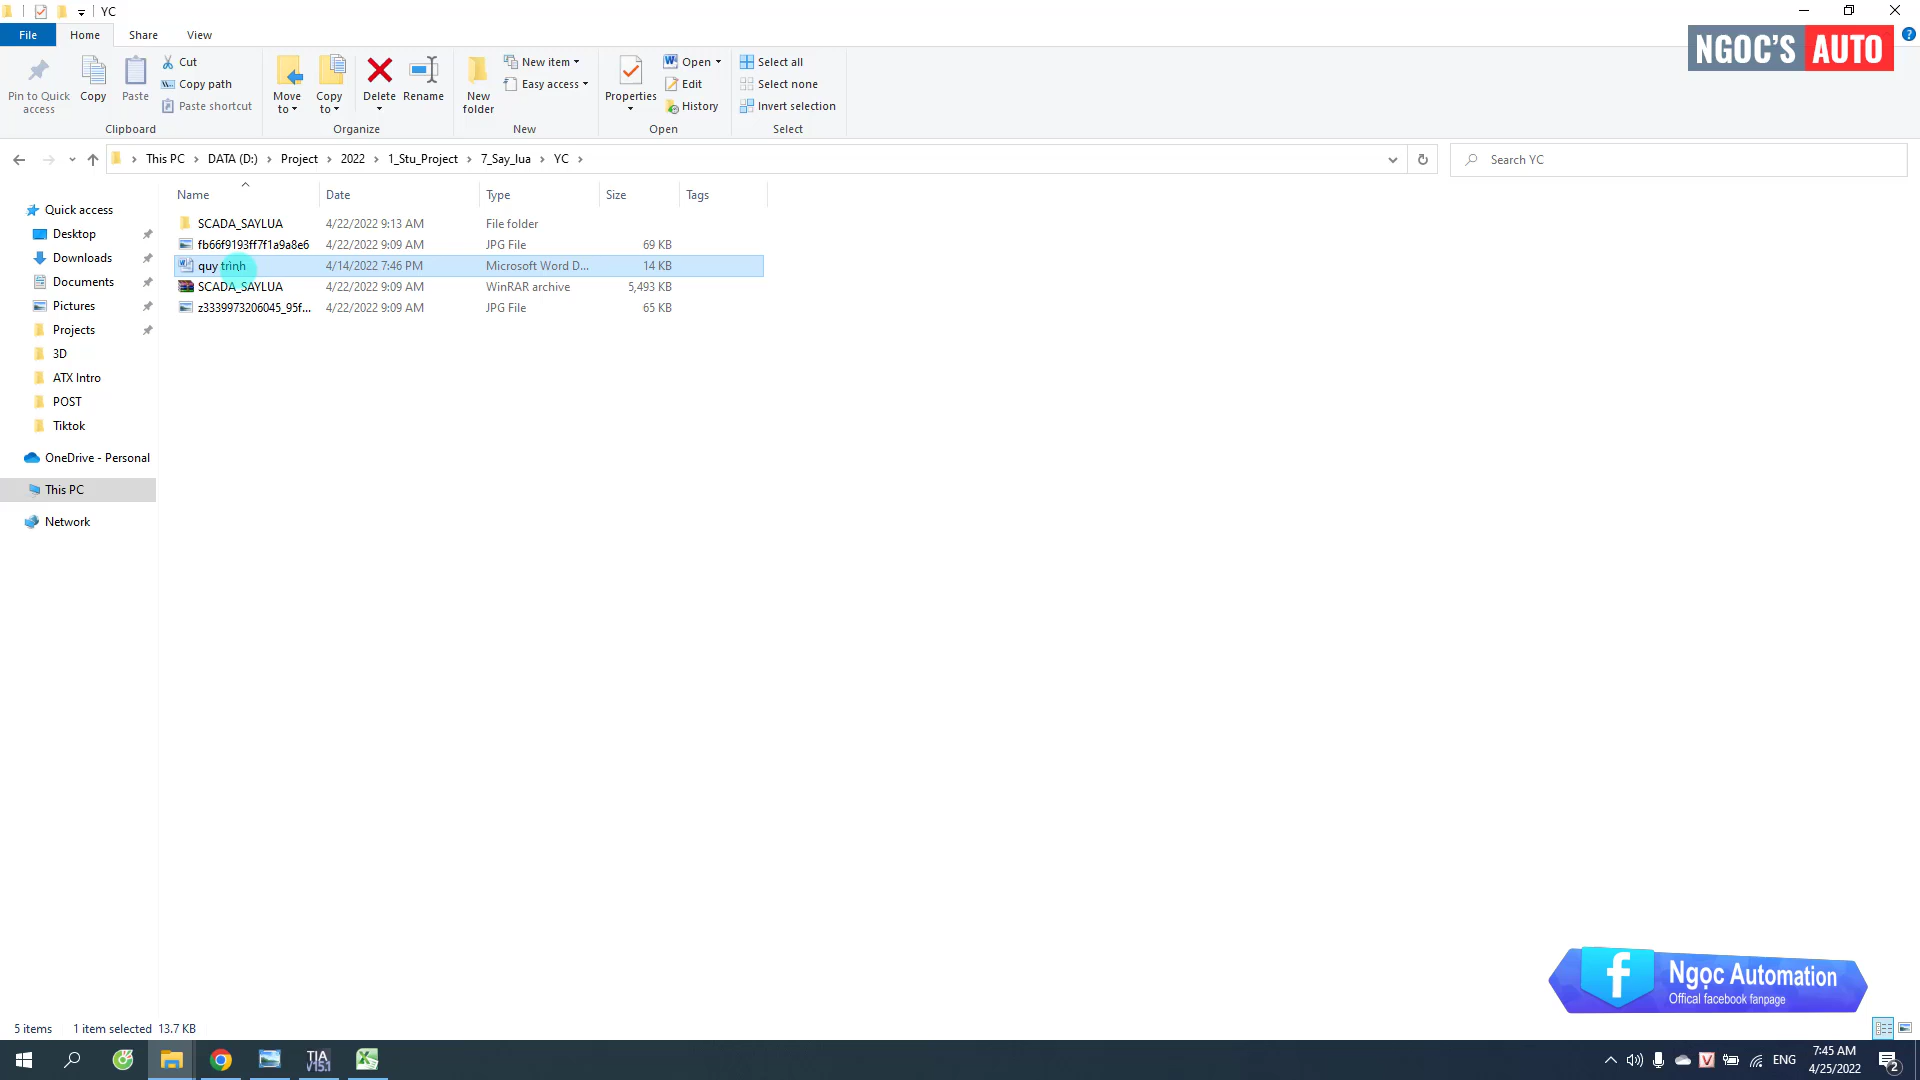 YC
File Home Share View
NGOC'S AUTO
Pin to Quick access
Copy
Paste
Cut
Copy path
Paste shortcut
Clipboard
Move to
Copy to
Delete
Rename
Organize
New folder
New item
Easy access
New
Properties
Open
Edit
History
Open
Select all
Select none
Invert selection
Select
This PC DATA (D:) Project 2022 1_Stu_Project 7_Say_lua YC
Search YC
Name Date Type Size Tags
SCADA_SAYLUA 4/22/2022 9:13 AM File folder
fb66f9193ff7f1a9a8e6 4/22/2022 9:09 AM JPG File 69 KB
quy trình 4/14/2022 7:46 PM Microsoft Word D... 14 KB
SCADA_SAYLUA 4/22/2022 9:09 AM WinRAR archive 5,493 KB
z3339973206045_95f... 4/22/2022 9:09 AM JPG File 65 KB
Quick access
Desktop
Downloads
Documents
Pictures
Projects
3D
ATX Intro
POST
Tiktok
OneDrive - Personal
This PC
Network
Ngọc Automation
Offical facebook fanpage
5 items 1 item selected 13.7 KB
TIA V15.1
ENG
7:45 AM
4/25/2022
2